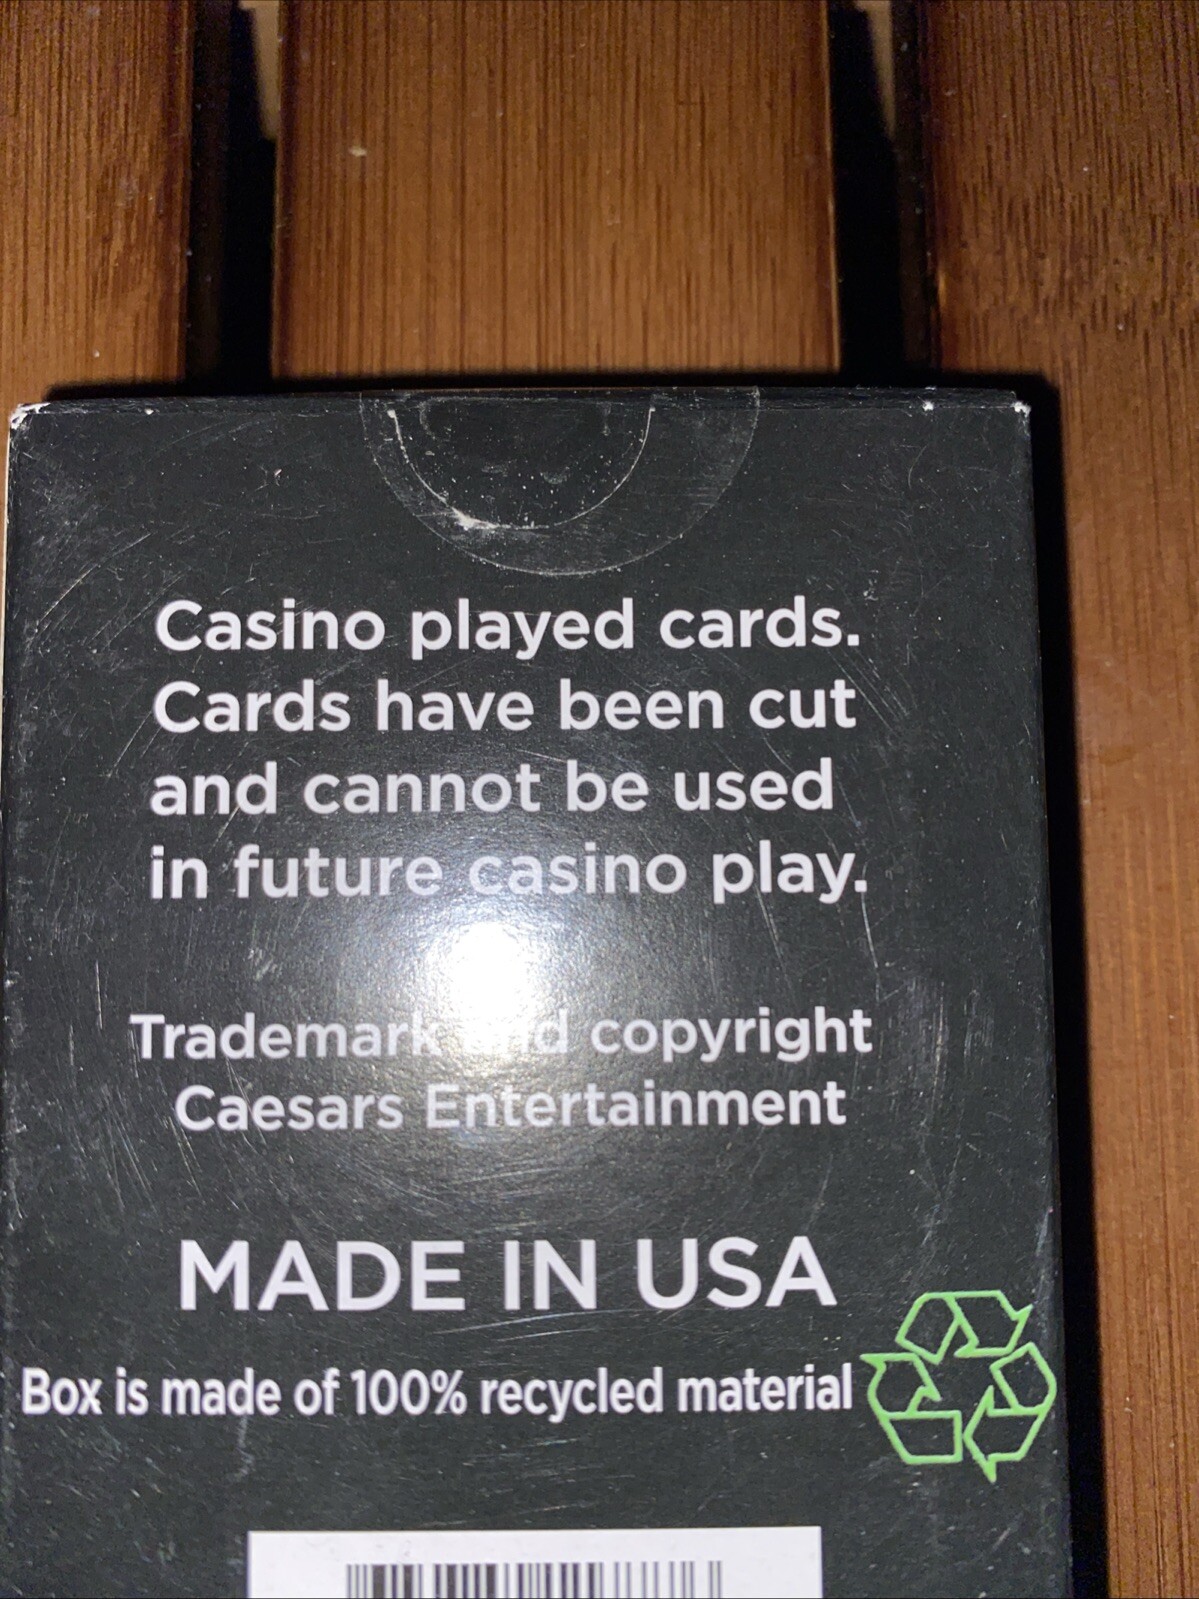 Casino played cards.
Cards have been cut
and cannot be used
in future casino play.
Trademark and copyright
Caesars Entertainment
MADE IN USA
Box is made of 100% recycled material